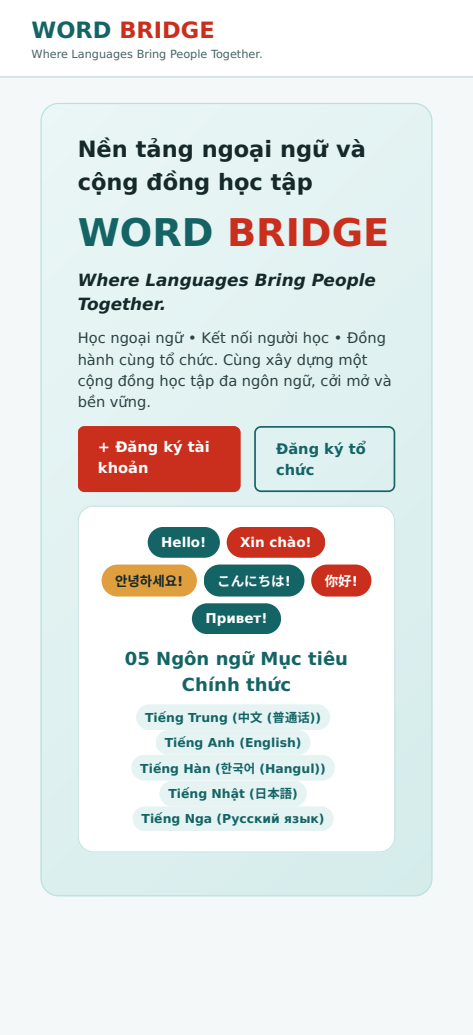 WORD BRIDGE
Where Languages Bring People Together.
Nền tảng ngoại ngữ và
cộng đồng học tập
WORD BRIDGE
Where Languages Bring People
Together.
Học ngoại ngữ • Kết nối người học • Đồng
hành cùng tổ chức. Cùng xây dựng một
cộng đồng học tập đa ngôn ngữ, cởi mở và
bền vững.
+ Đăng ký tài
khoản
Đăng ký tổ
chức
Hello! Xin chào!
안녕하세요! こんにちは! 你好!
Привет!
05 Ngôn ngữ Mục tiêu
Chính thức
Tiếng Trung (中文 (普通话))
Tiếng Anh (English)
Tiếng Hàn (한국어 (Hangul))
Tiếng Nhật (日本語)
Tiếng Nga (Русский язык)